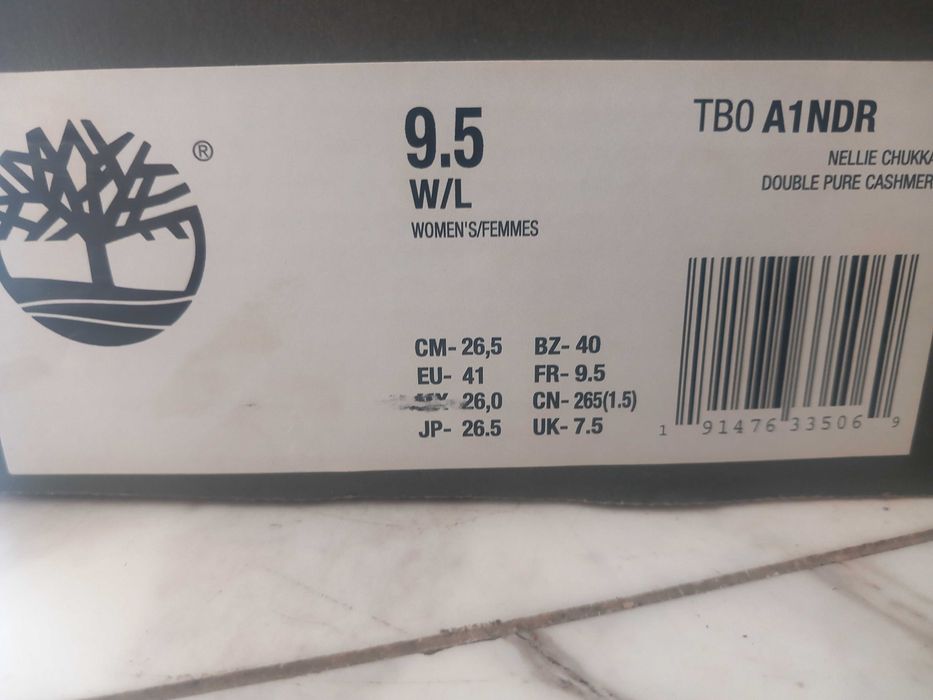 ®
9.5
W/L
WOMEN'S/FEMMES
TB0 A1NDR
NELLIE CHUKKA
DOUBLE PURE CASHMER
CM- 26,5 BZ- 40
EU- 41 FR- 9.5
26,0 CN- 265(1.5)
JP- 26.5 UK- 7.5
1 91476 33506 9